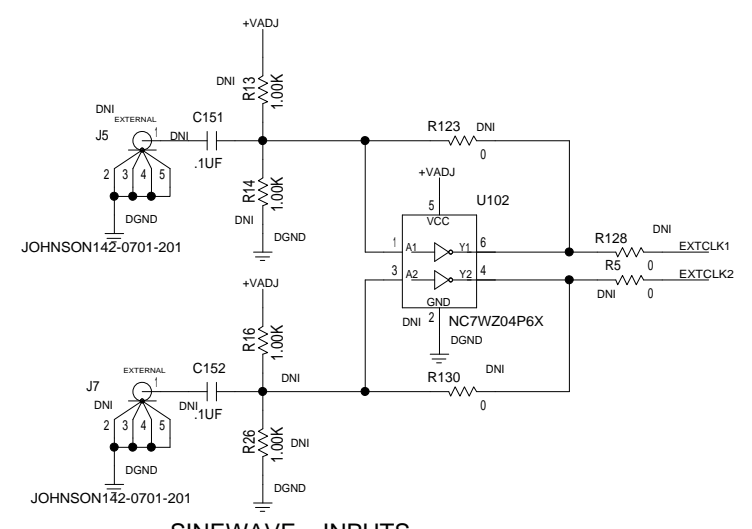 +VADJ
DNI
R13
1.00K
DNI
EXTERNAL
J5
1
DNI
C151
.1UF
2 3 4 5
DGND
JOHNSON142-0701-201
R14
1.00K
DNI
DGND
R123
DNI
0
+VADJ
U102
5
VCC
1
A1
Y1
6
3
A2
Y2
4
GND
DNI
2
NC7WZ04P6X
DGND
R128
DNI
0
EXTCLK1
R5
DNI
0
EXTCLK2
+VADJ
R16
1.00K
EXTERNAL
J7
1
DNI
DNI
C152
.1UF
DNI
2 3 4 5
DGND
JOHNSON142-0701-201
R26
1.00K
DNI
DGND
R130
DNI
0
SINEWAVE INPUTS